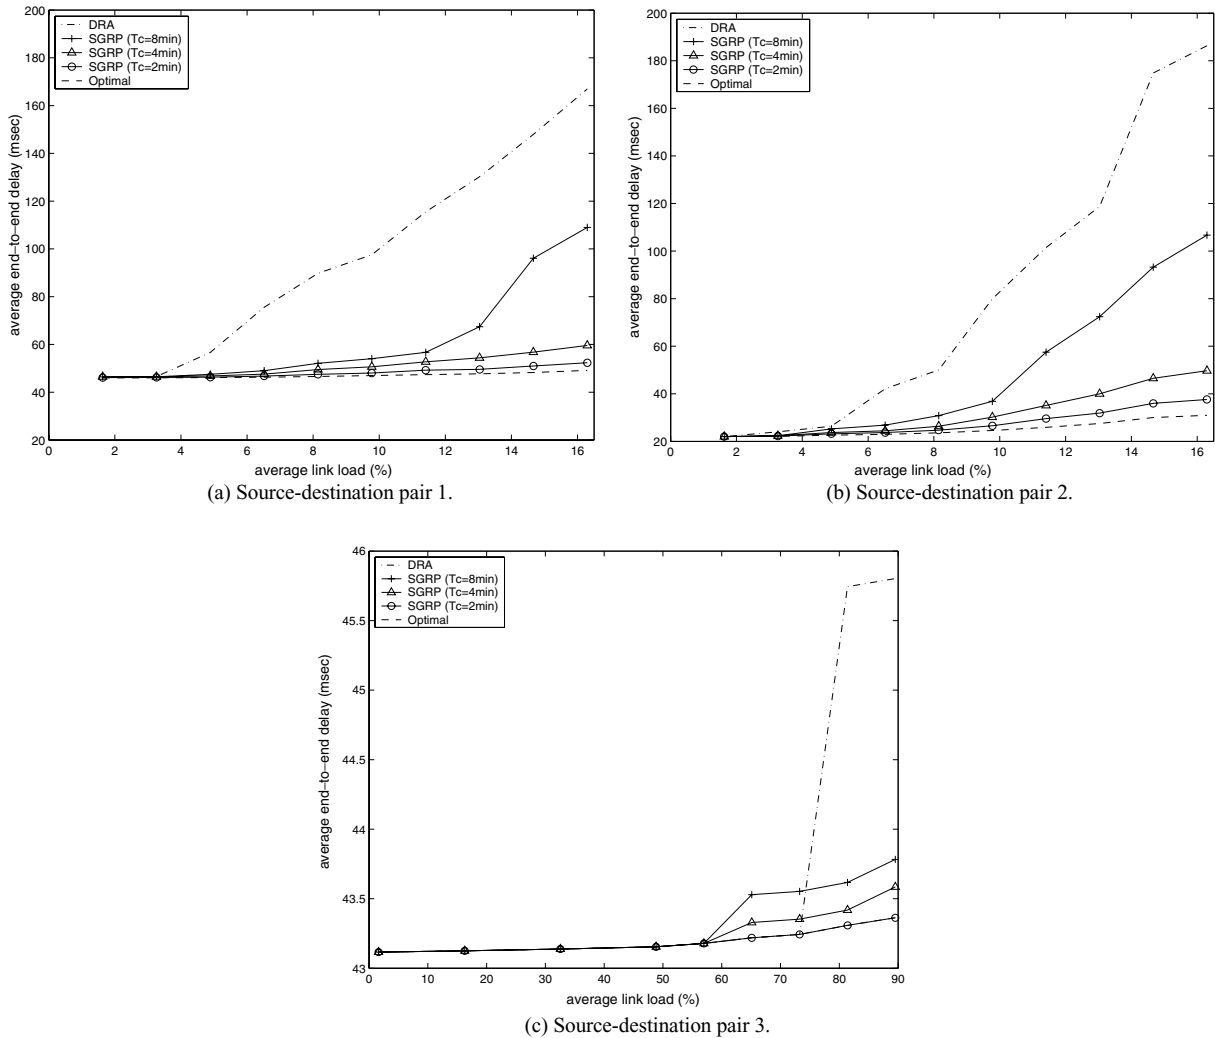 200
180
160
140
120
100
80
60
40
20
average end−to−end delay (msec)
DRA
SGRP (Tc=8min)
SGRP (Tc=4min)
SGRP (Tc=2min)
Optimal
0 2 4 6 8 10 12 14 16
average link load (%)
(a) Source-destination pair 1.
200
180
160
140
120
100
80
60
40
20
average end−to−end delay (msec)
DRA
SGRP (Tc=8min)
SGRP (Tc=4min)
SGRP (Tc=2min)
Optimal
0 2 4 6 8 10 12 14 16
average link load (%)
(b) Source-destination pair 2.
46
45.5
45
44.5
44
43.5
43
average end−to−end delay (msec)
DRA
SGRP (Tc=8min)
SGRP (Tc=4min)
SGRP (Tc=2min)
Optimal
0 10 20 30 40 50 60 70 80 90
average link load (%)
(c) Source-destination pair 3.